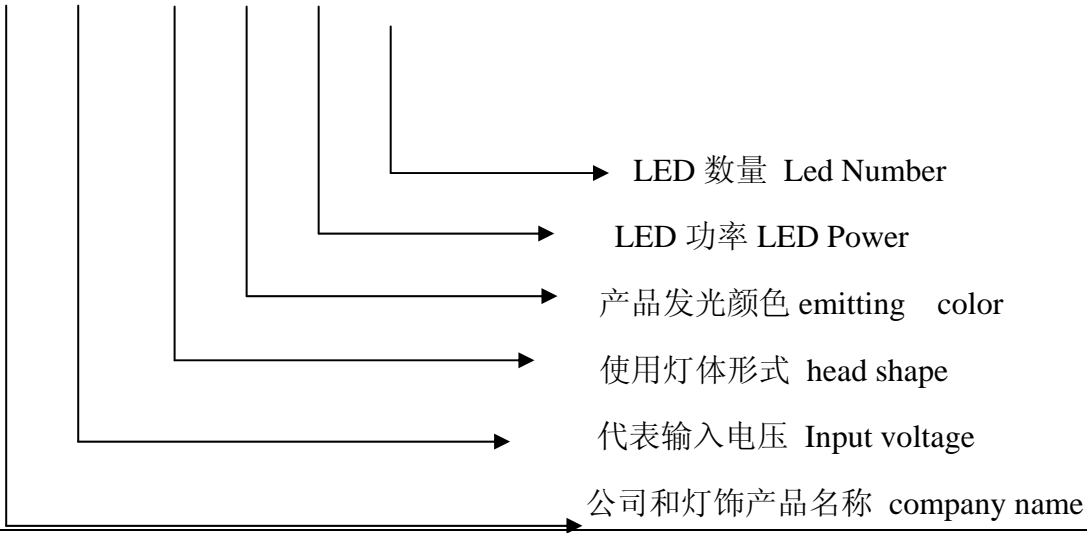 LED 数量 Led Number
LED 功率 LED Power
产品发光颜色 emitting color
使用灯体形式 head shape
代表输入电压 Input voltage
公司和灯饰产品名称 company name